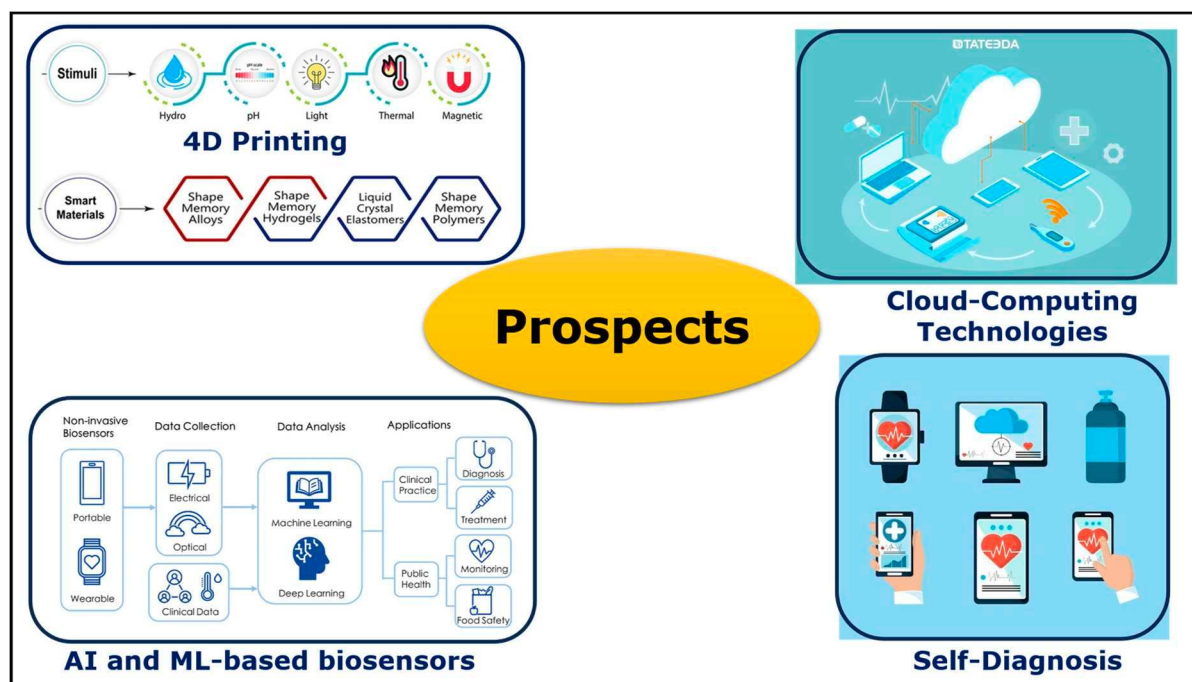 Stimuli
pH scale
Hydro
pH
Light
Thermal
Magnetic
4D Printing
Smart
Materials
Shape
Memory
Alloys
Shape
Memory
Hydrogels
Liquid
Crystal
Elastomers
Shape
Memory
Polymers
TATEEDA
Cloud-Computing
Technologies
Prospects
Non-invasive
Biosensors
Data Collection
Data Analysis
Applications
Portable
Wearable
Electrical
Optical
Clinical Data
Machine Learning
Deep Learning
Clinical
Practice
Public
Health
Diagnosis
Treatment
Monitoring
Food Safety
AI and ML-based biosensors
Self-Diagnosis